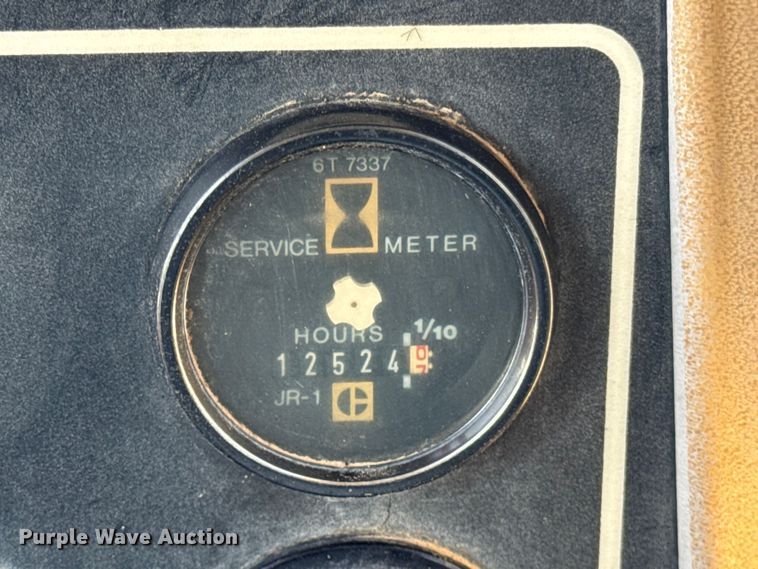 6T 7337
SERVICE METER
HOURS 1/10
12524
JR-1
Purple Wave Auction